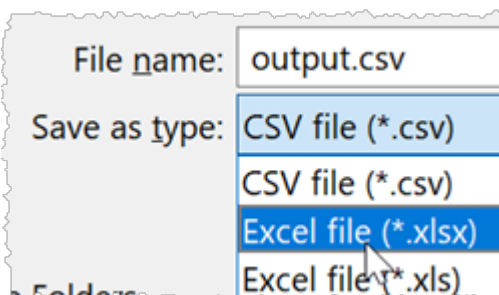 File name: output.csv
Save as type: CSV file (*.csv)
CSV file (*.csv)
Excel file (*.xlsx)
Excel file (*.xls)
Folders